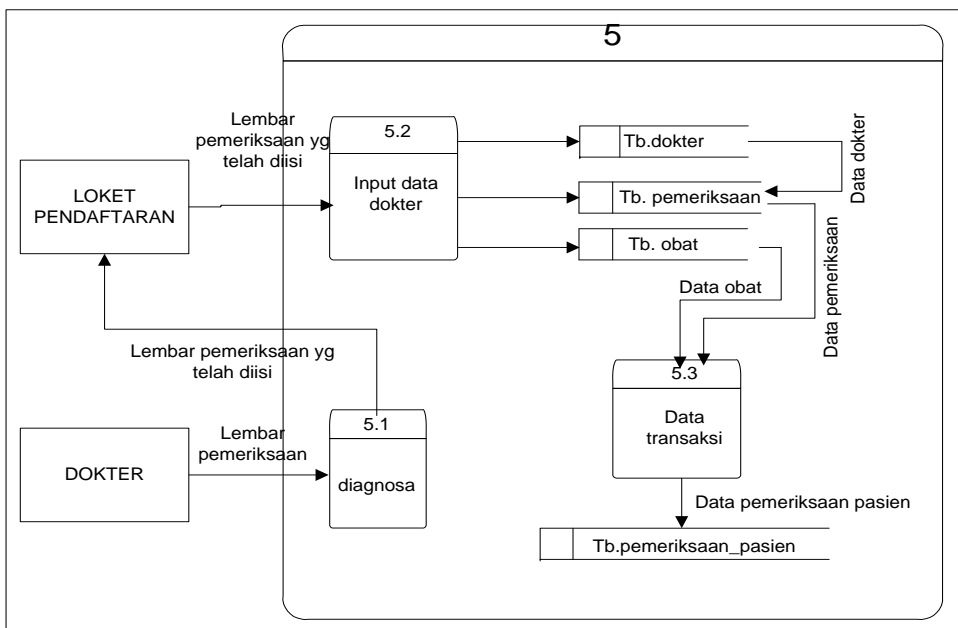 5
Lembar
pemeriksaan yg
telah diisi
5.2
Input data
dokter
Tb.dokter
Data dokter
LOKET
PENDAFTARAN
Tb. pemeriksaan
Tb. obat
Data obat
Data pemeriksaan
Lembar pemeriksaan yg
telah diisi
5.3
Data
transaksi
5.1
diagnosa
Lembar
pemeriksaan
DOKTER
Data pemeriksaan pasien
Tb.pemeriksaan_pasien